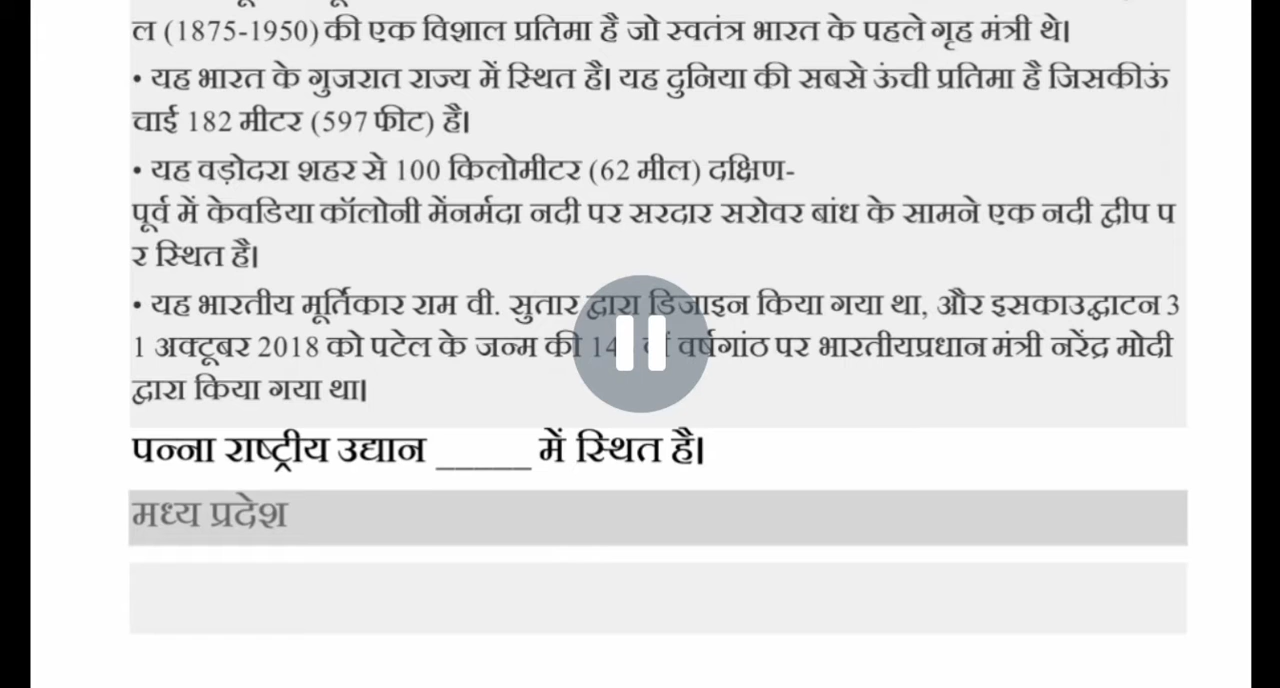 ल (1875-1950) की एक विशाल प्रतिमा है जो स्वतंत्र भारत के पहले गृह मंत्री थे।
• यह भारत के गुजरात राज्य में स्थित है। यह दुनिया की सबसे ऊंची प्रतिमा है जिसकीऊं
चाई 182 मीटर (597 फीट) है।
• यह वड़ोदरा शहर से 100 किलोमीटर (62 मील) दक्षिण-
पूर्व में केवडिया कॉलोनी मेंनर्मदा नदी पर सरदार सरोवर बांध के सामने एक नदी द्वीप प
र स्थित है।
• यह भारतीय मूर्तिकार राम वी. सुतार द्वारा डिजाइन किया गया था, और इसकाउद्घाटन 3
1 अक्टूबर 2018 को पटेल के जन्म की वर्षगांठ पर भारतीयप्रधान मंत्री नरेंद्र मोदी
द्वारा किया गया था।
पन्ना राष्ट्रीय उद्यान _____ में स्थित है।
मध्य प्रदेश